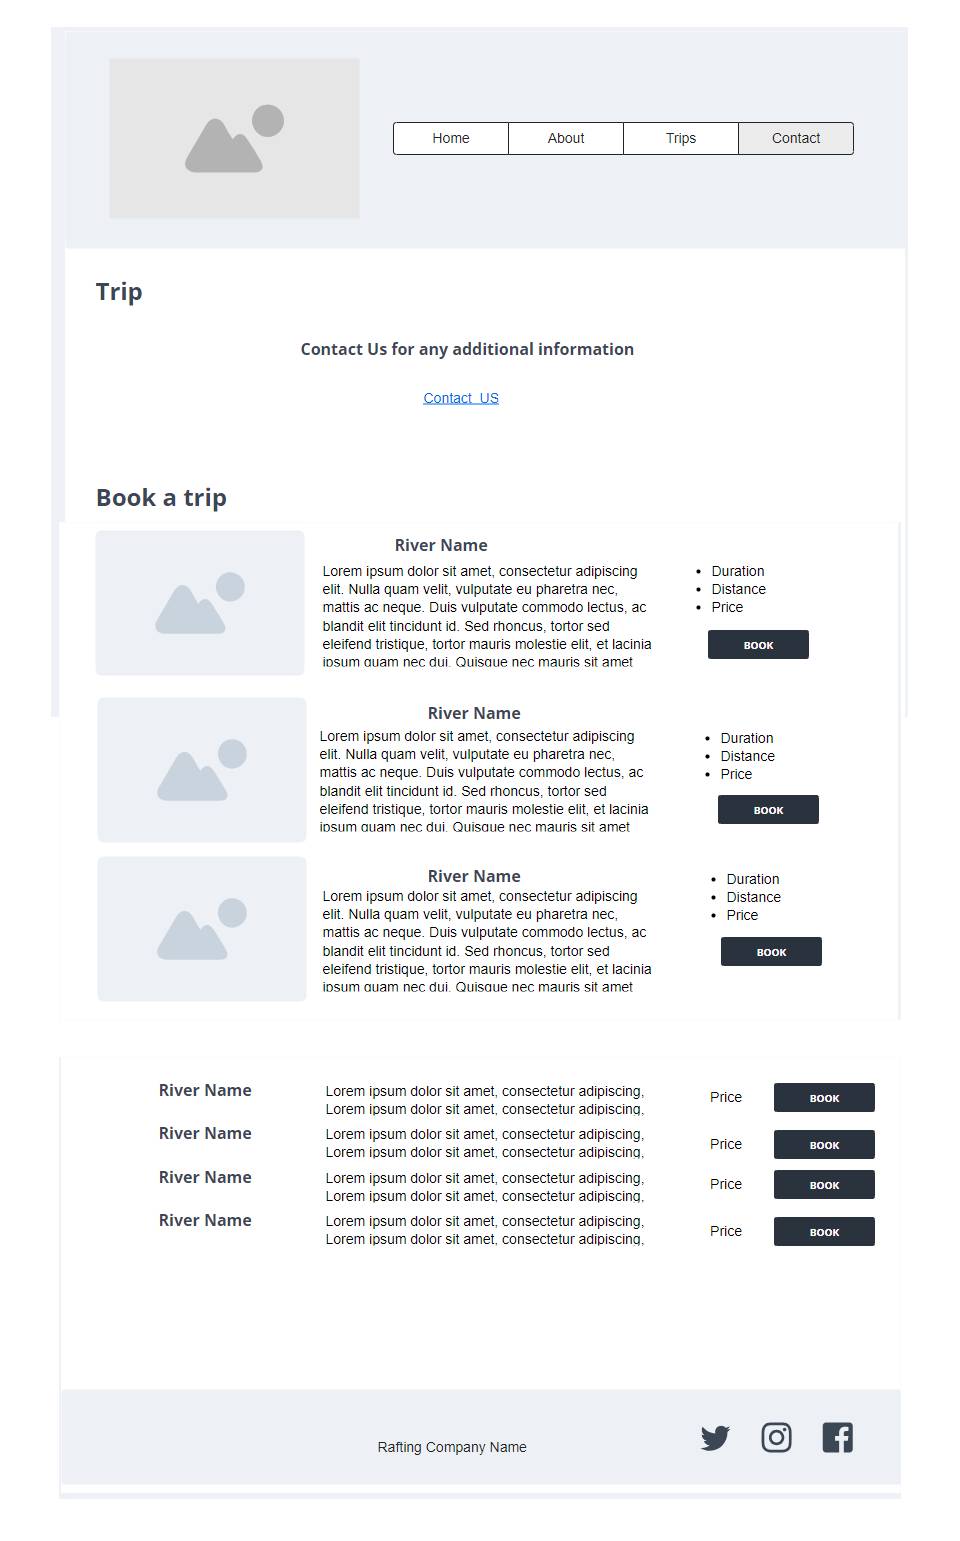 Home About Trips Contact
Trip
Contact Us for any additional information
Contact US
Book a trip
River Name
Lorem ipsum dolor sit amet, consectetur adipiscing
elit. Nulla quam velit, vulputate eu pharetra nec,
mattis ac neque. Duis vulputate commodo lectus, ac
blandit elit tincidunt id. Sed rhoncus, tortor sed
eleifend tristique, tortor mauris molestie elit, et lacinia
ipsum quam nec dui. Quisque nec mauris sit amet
Duration
Distance
Price
BOOK
River Name
Lorem ipsum dolor sit amet, consectetur adipiscing
elit. Nulla quam velit, vulputate eu pharetra nec,
mattis ac neque. Duis vulputate commodo lectus, ac
blandit elit tincidunt id. Sed rhoncus, tortor sed
eleifend tristique, tortor mauris molestie elit, et lacinia
ipsum quam nec dui. Quisque nec mauris sit amet
Duration
Distance
Price
BOOK
River Name
Lorem ipsum dolor sit amet, consectetur adipiscing
elit. Nulla quam velit, vulputate eu pharetra nec,
mattis ac neque. Duis vulputate commodo lectus, ac
blandit elit tincidunt id. Sed rhoncus, tortor sed
eleifend tristique, tortor mauris molestie elit, et lacinia
ipsum quam nec dui. Quisque nec mauris sit amet
Duration
Distance
Price
BOOK
River Name
Lorem ipsum dolor sit amet, consectetur adipiscing,
Lorem ipsum dolor sit amet, consectetur adipiscing,
Price
BOOK
River Name
Lorem ipsum dolor sit amet, consectetur adipiscing,
Lorem ipsum dolor sit amet, consectetur adipiscing,
Price
BOOK
River Name
Lorem ipsum dolor sit amet, consectetur adipiscing,
Lorem ipsum dolor sit amet, consectetur adipiscing,
Price
BOOK
River Name
Lorem ipsum dolor sit amet, consectetur adipiscing,
Lorem ipsum dolor sit amet, consectetur adipiscing,
Price
BOOK
Rafting Company Name